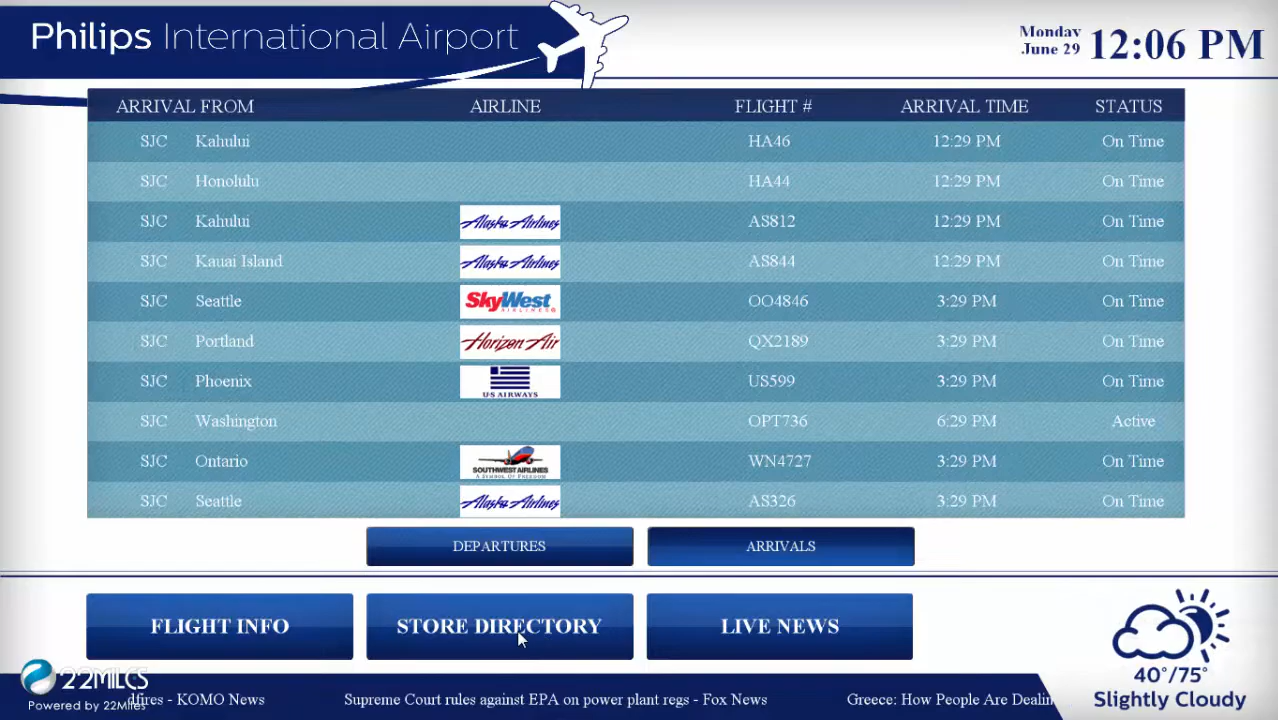 Philips International Airport
Monday
June 29
12:06 PM
ARRIVAL FROM AIRLINE FLIGHT # ARRIVAL TIME STATUS
SJC Kahului HA46 12:29 PM On Time
SJC Honolulu HA44 12:29 PM On Time
SJC Kahului Alaska Airlines AS812 12:29 PM On Time
SJC Kauai Island Alaska Airlines AS844 12:29 PM On Time
SJC Seattle SkyWest AIRLINES OO4846 3:29 PM On Time
SJC Portland Horizon Air QX2189 3:29 PM On Time
SJC Phoenix U·S AIRWAYS US599 3:29 PM On Time
SJC Washington OPT736 6:29 PM Active
SJC Ontario SOUTHWEST AIRLINES A SYMBOL OF FREEDOM WN4727 3:29 PM On Time
SJC Seattle Alaska Airlines AS326 3:29 PM On Time
DEPARTURES ARRIVALS
FLIGHT INFO STORE DIRECTORY LIVE NEWS
40°/75°
Slightly Cloudy
22MILES
Powered by 22Miles
dfires - KOMO News Supreme Court rules against EPA on power plant regs - Fox News Greece: How People Are Dealin